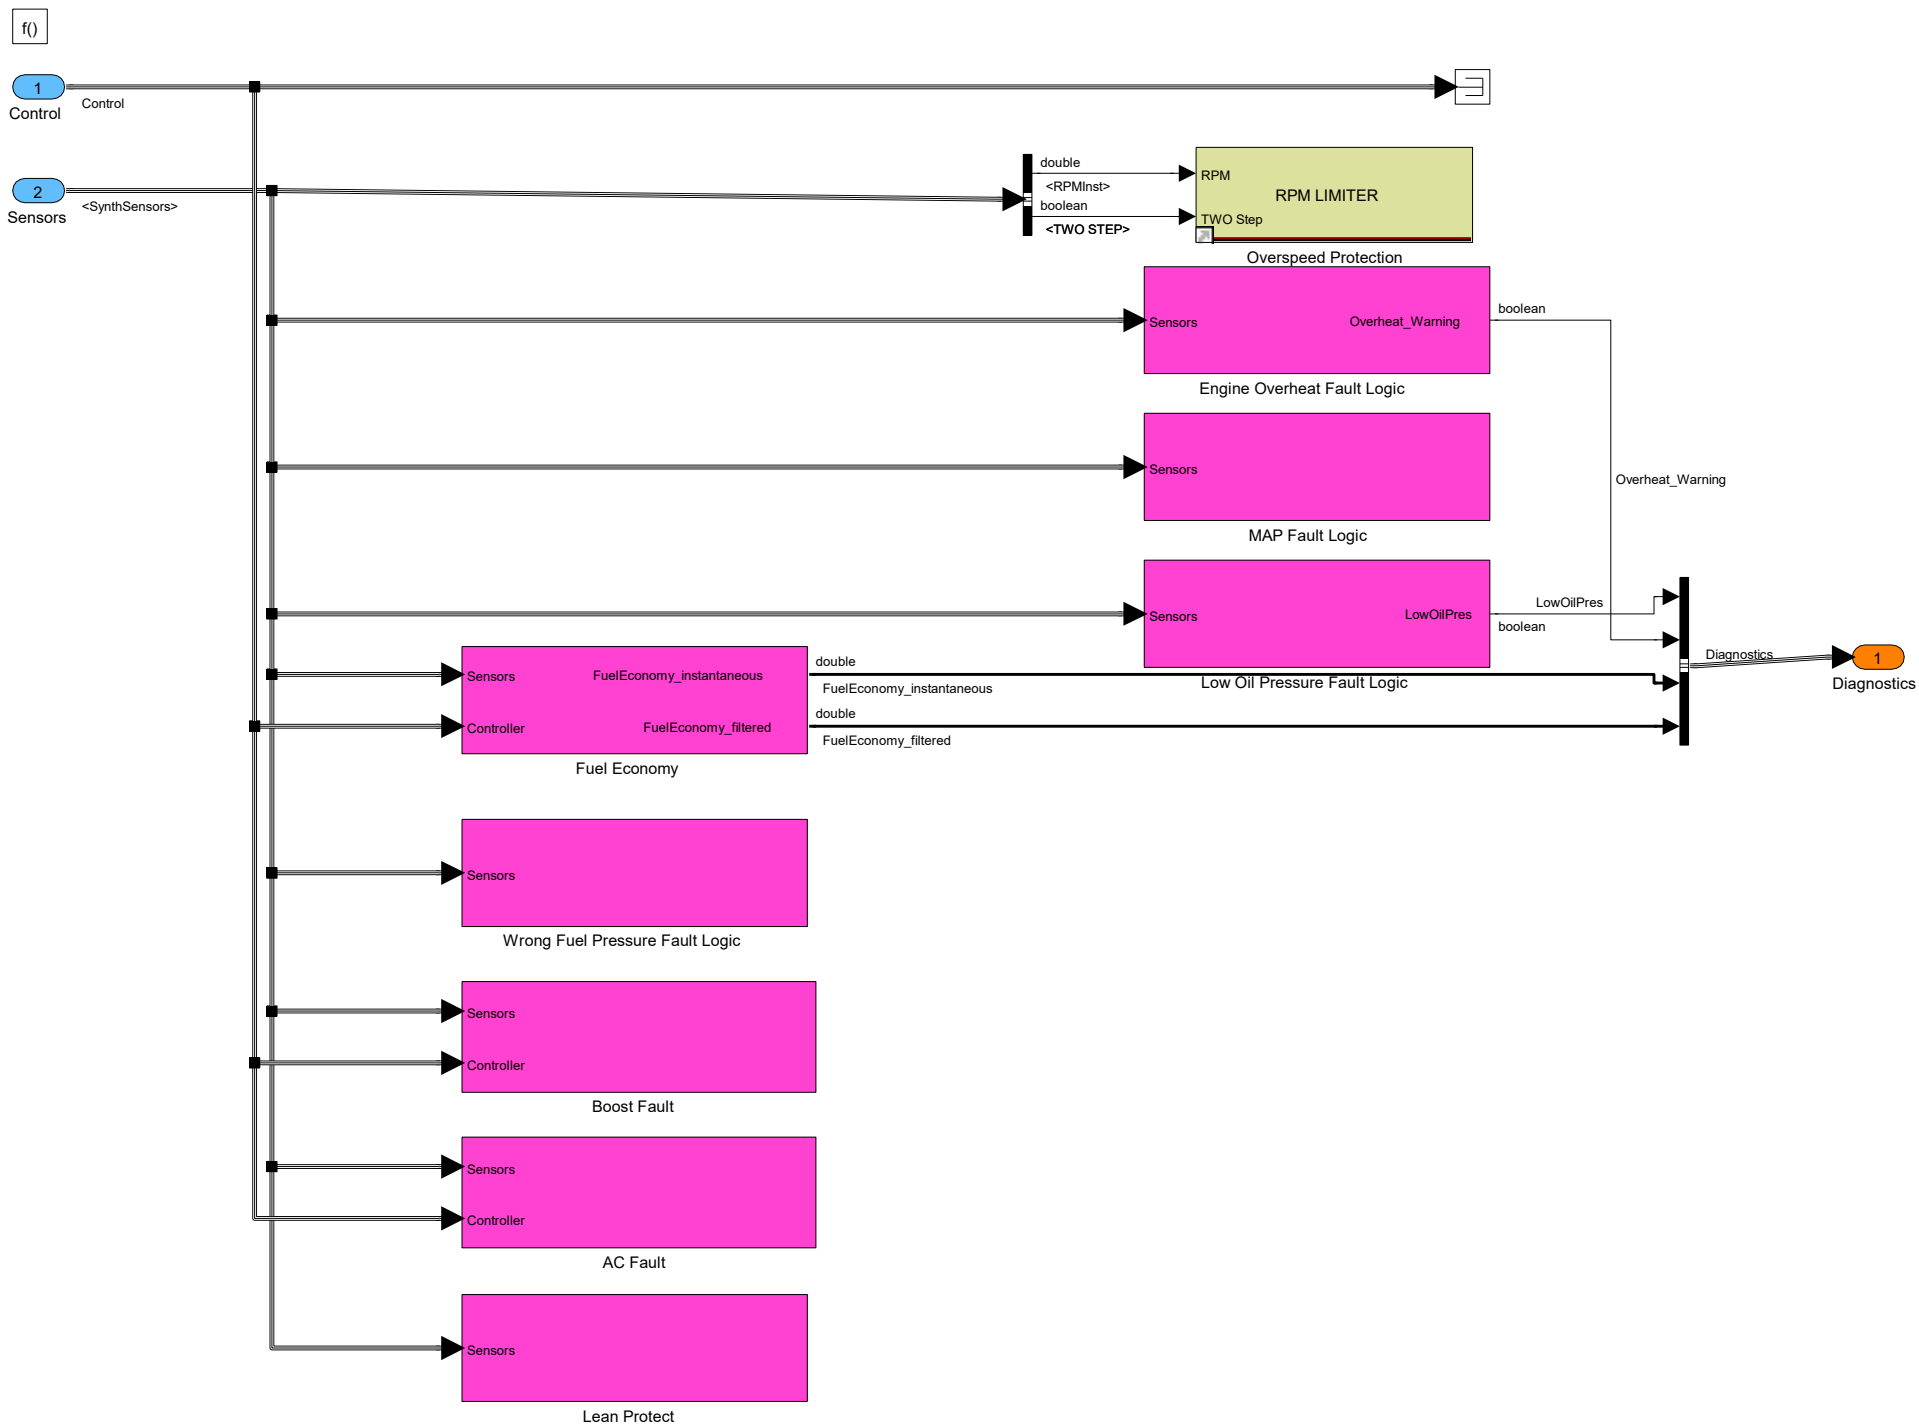 f()
1
Control
Control
2
Sensors
<SynthSensors>
double
<RPMInst>
boolean
<TWO STEP>
RPM
RPM LIMITER
TWO Step
Overspeed Protection
Sensors
Overheat_Warning
boolean
Engine Overheat Fault Logic
Sensors
Overheat_Warning
MAP Fault Logic
Sensors
LowOilPres
LowOilPres
boolean
Low Oil Pressure Fault Logic
Sensors
FuelEconomy_instantaneous
double
FuelEconomy_instantaneous
Controller
FuelEconomy_filtered
double
FuelEconomy_filtered
Fuel Economy
Diagnostics
1
Diagnostics
Sensors
Wrong Fuel Pressure Fault Logic
Sensors
Controller
Boost Fault
Sensors
Controller
AC Fault
Sensors
Lean Protect